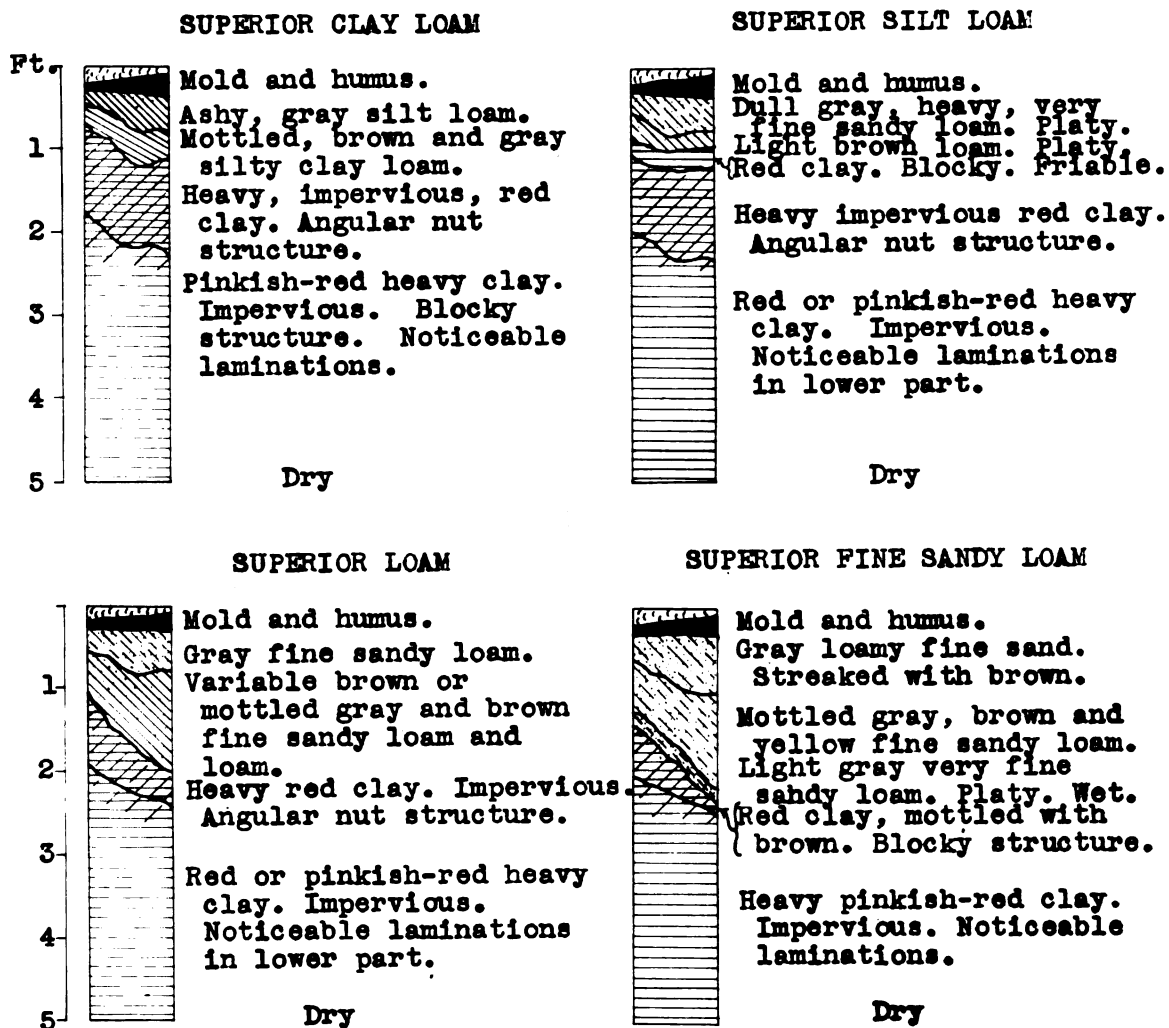 SUPERIOR CLAY LOAM
Ft.
1
2
3
4
5
Mold and humus.
Ashy, gray silt loam.
Mottled, brown and gray
silty clay loam.
Heavy, impervious, red
clay. Angular nut
structure.
Pinkish-red heavy clay.
Impervious. Blocky
structure. Noticeable
laminations.
Dry
SUPERIOR SILT LOAM
Mold and humus.
Dull gray, heavy, very
fine sandy loam. Platy.
Light brown loam. Platy.
Red clay. Blocky. Friable.
Heavy impervious red clay.
Angular nut structure.
Red or pinkish-red heavy
clay. Impervious.
Noticeable laminations
in lower part.
Dry
SUPERIOR LOAM
1
2
3
4
5
Mold and humus.
Gray fine sandy loam.
Variable brown or
mottled gray and brown
fine sandy loam and
loam.
Heavy red clay. Impervious.
Angular nut structure.
Red or pinkish-red heavy
clay. Impervious.
Noticeable laminations
in lower part.
Dry
SUPERIOR FINE SANDY LOAM
Mold and humus.
Gray loamy fine sand.
Streaked with brown.
Mottled gray, brown and
yellow fine sandy loam.
Light gray very fine
sahdy loam. Platy. Wet.
Red clay, mottled with
brown. Blocky structure.
Heavy pinkish-red clay.
Impervious. Noticeable
laminations.
Dry